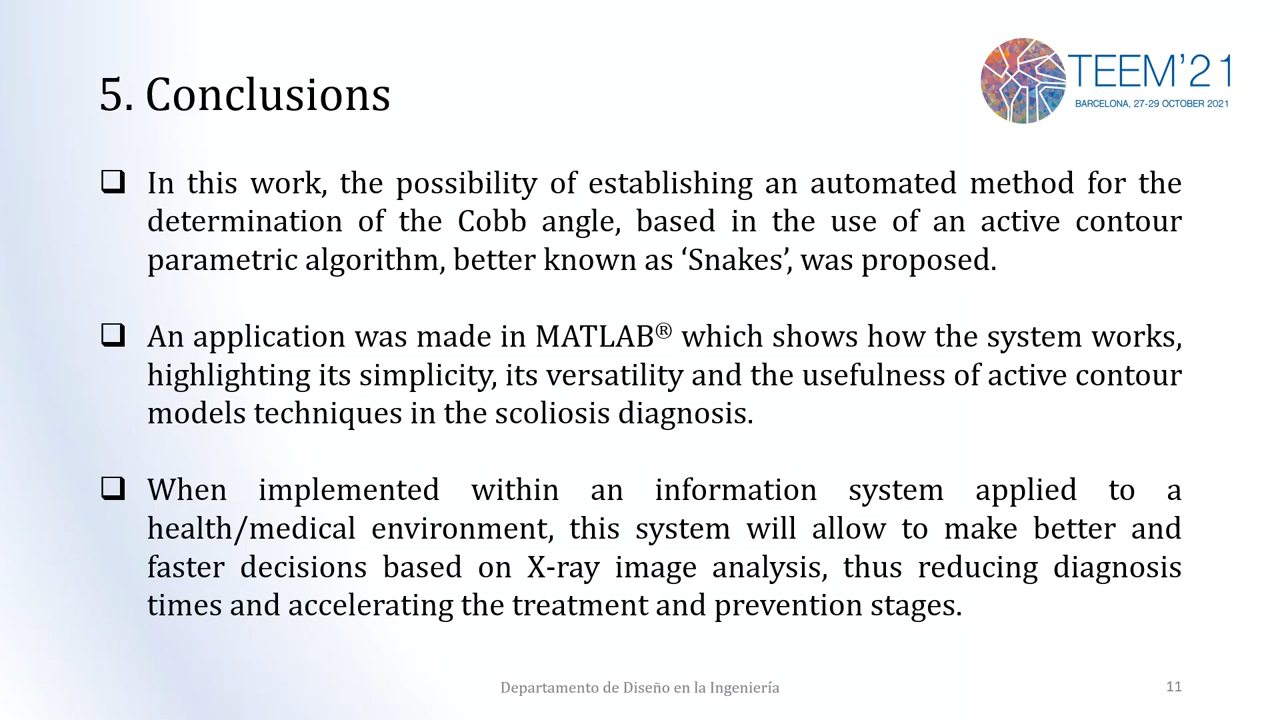 5. Conclusions
TEEM’21
BARCELONA, 27-29 OCTOBER 2021
❑ In this work, the possibility of establishing an automated method for the
determination of the Cobb angle, based in the use of an active contour
parametric algorithm, better known as ‘Snakes’, was proposed.
❑ An application was made in MATLAB® which shows how the system works,
highlighting its simplicity, its versatility and the usefulness of active contour
models techniques in the scoliosis diagnosis.
❑ When implemented within an information system applied to a
health/medical environment, this system will allow to make better and
faster decisions based on X-ray image analysis, thus reducing diagnosis
times and accelerating the treatment and prevention stages.
Departamento de Diseño en la Ingeniería
11